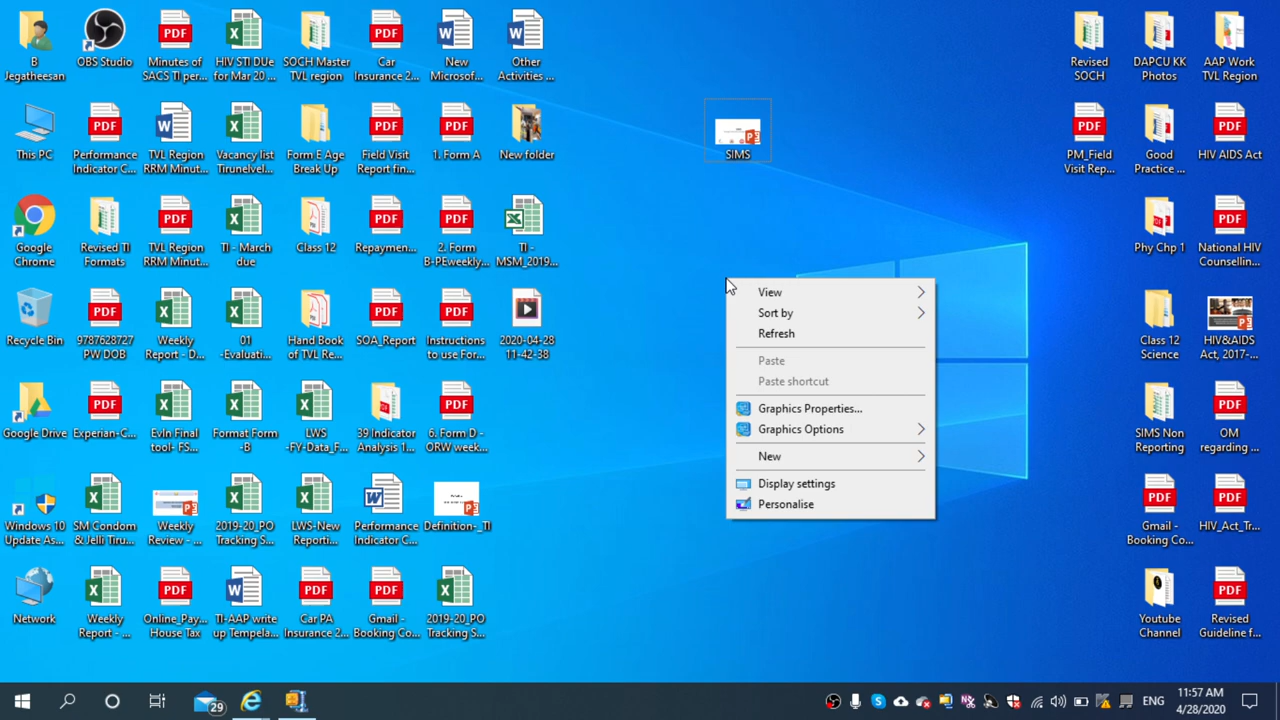 B
Jegatheesan
OBS Studio
Minutes of
SACS TI per...
HIV STI DUe
for Mar 20 ...
SOCH Master
TVL region
Car
Insurance 2...
New
Microsof...
Other
Activities ...
SIMS
Revised
SOCH
DAPCU KK
Photos
AAP Work
TVL Region
This PC
Performance
Indicator C...
TVL Region
RRM Minut...
Vacancy list
Tirunelvel...
Form E Age
Break Up
Field Visit
Report fin...
1. Form A
New folder
PM_Field
Visit Rep...
Good
Practice ...
HIV AIDS Act
Google
Chrome
Revised TI
Formats
TVL Region
RRM Minut...
TI - March
due
Class 12
Repaymen...
2. Form
B-PEweekly...
TI -
MSM_2019...
Phy Chp 1
National HIV
Counsellin...
Recycle Bin
9787628727
PW DOB
Weekly
Report - D...
01
-Evaluati...
Hand Book
of TVL Re...
SOA_Report
Instructions
to use For...
2020-04-28
11-42-38
Class 12
Science
HIV&AIDS
Act, 2017-...
Google Drive
Experian-C...
EvIn Final
tool- FS...
Format Form
-B
LWS
-FY-Data_F...
39 Indicator
Analysis 1...
6. Form D -
ORW week...
SIMS Non
Reporting
OM
regarding ...
Windows 10
Update As...
SM Condom
& Jelli Tiru...
Weekly
Review - ...
2019-20_PO
Tracking S...
LWS-New
Reporti...
Performance
Indicator C...
Definition-_TI
Gmail -
Booking Co...
HIV_Act_Tr...
Network
Weekly
Report - ...
Online_Pay...
House Tax
TI-AAP write
up Tempela...
Car PA
Insurance 2...
Gmail -
Booking Co...
2019-20_PO
Tracking S...
Youtube
Channel
Revised
Guideline f...
View
Sort by
Refresh
Paste
Paste shortcut
Graphics Properties...
Graphics Options
New
Display settings
Personalise
29
ENG
11:57 AM
4/28/2020